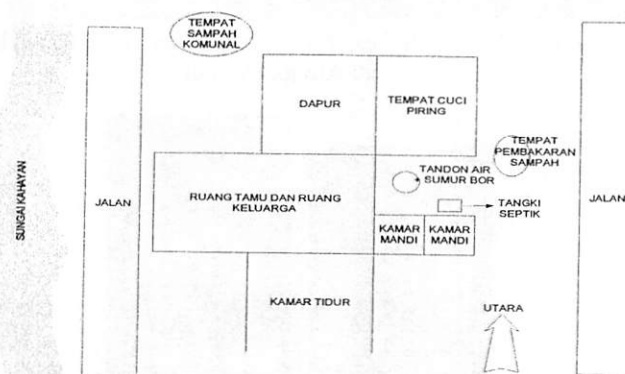 TEMPAT
SAMPAH
KOMUNAL
DAPUR
TEMPAT CUCI
PIRING
TEMPAT
PEMBAKARAN
SAMPAH
SUNGAI KAHAYAN
JALAN
RUANG TAMU DAN RUANG
KELUARGA
TANDON AIR
SUMUR BOR
TANGKI
SEPTIK
JALAN
KAMAR
MANDI
KAMAR
MANDI
KAMAR TIDUR
UTARA